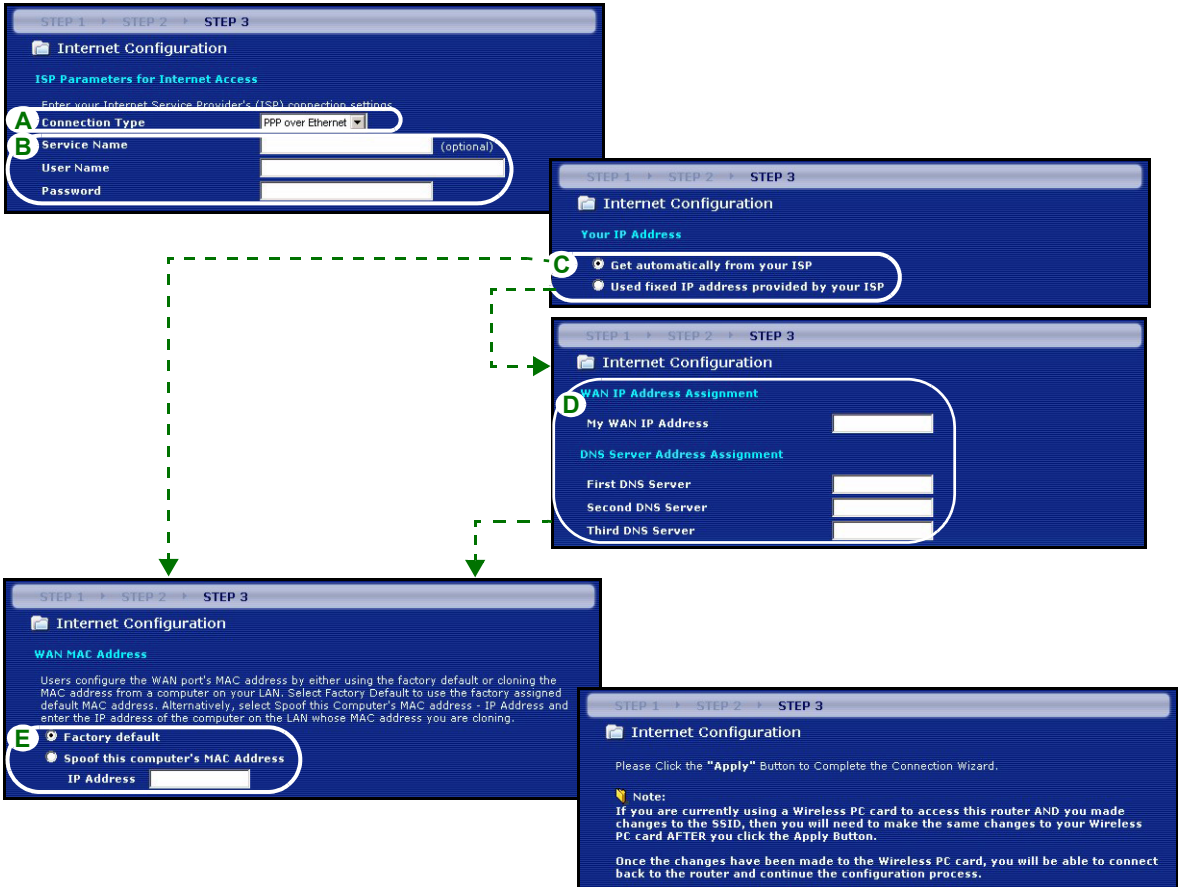 STEP 1 STEP 2 STEP 3
Internet Configuration
ISP Parameters for Internet Access
Enter your Internet Service Provider's (ISP) connection settings
A Connection Type PPP over Ethernet
B Service Name (optional)
User Name
Password
STEP 1 STEP 2 STEP 3
Internet Configuration
Your IP Address
C Get automatically from your ISP
Used fixed IP address provided by your ISP
STEP 1 STEP 2 STEP 3
Internet Configuration
WAN IP Address Assignment
D
My WAN IP Address
DNS Server Address Assignment
First DNS Server
Second DNS Server
Third DNS Server
STEP 1 STEP 2 STEP 3
Internet Configuration
WAN MAC Address
Users configure the WAN port's MAC address by either using the factory default or cloning the
MAC address from a computer on your LAN. Select Factory Default to use the factory assigned
default MAC address. Alternatively, select Spoof this Computer's MAC address - IP Address and
enter the IP address of the computer on the LAN whose MAC address you are cloning.
E Factory default
Spoof this computer's MAC Address
IP Address
STEP 1 STEP 2 STEP 3
Internet Configuration
Please Click the "Apply" Button to Complete the Connection Wizard.
Note:
If you are currently using a Wireless PC card to access this router AND you made
changes to the SSID, then you will need to make the same changes to your Wireless
PC card AFTER you click the Apply Button.
Once the changes have been made to the Wireless PC card, you will be able to connect
back to the router and continue the configuration process.